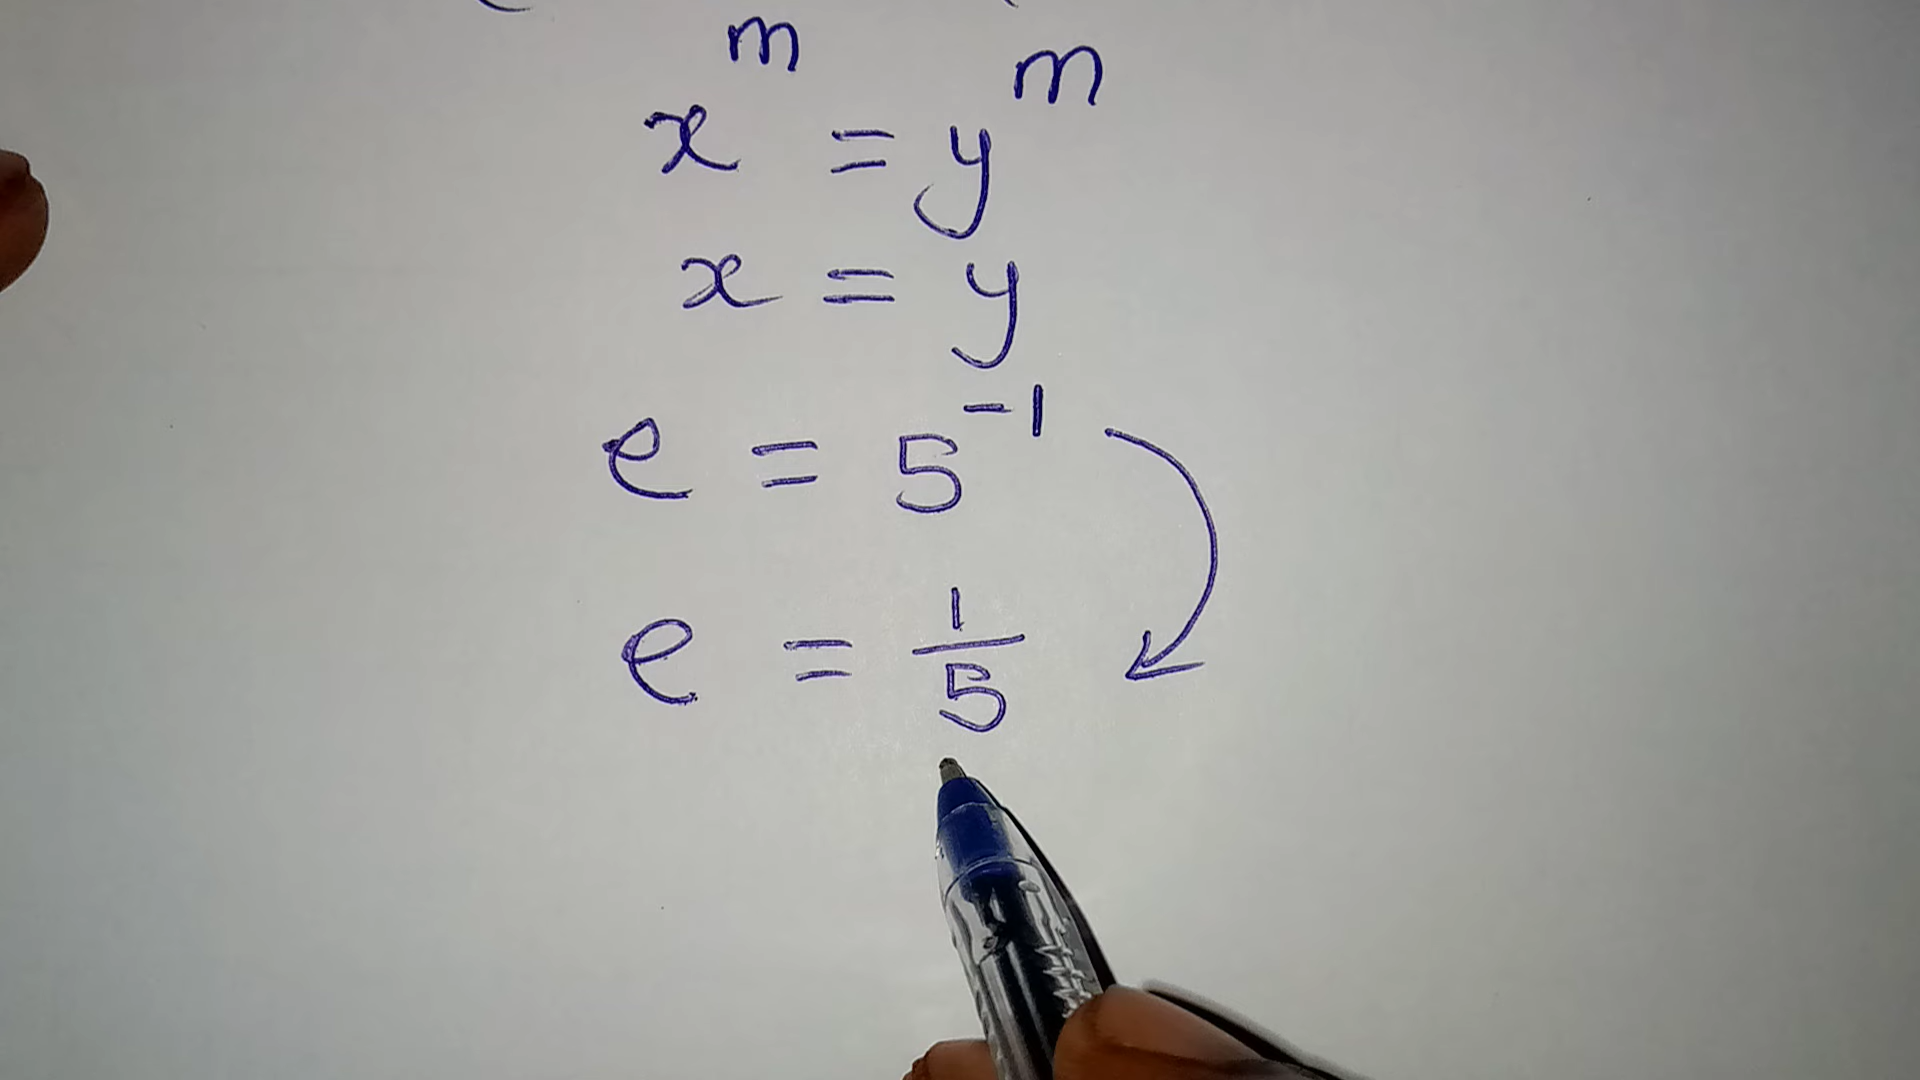 x^m = y^m
x = y
e = 5^-1
e = 1/5